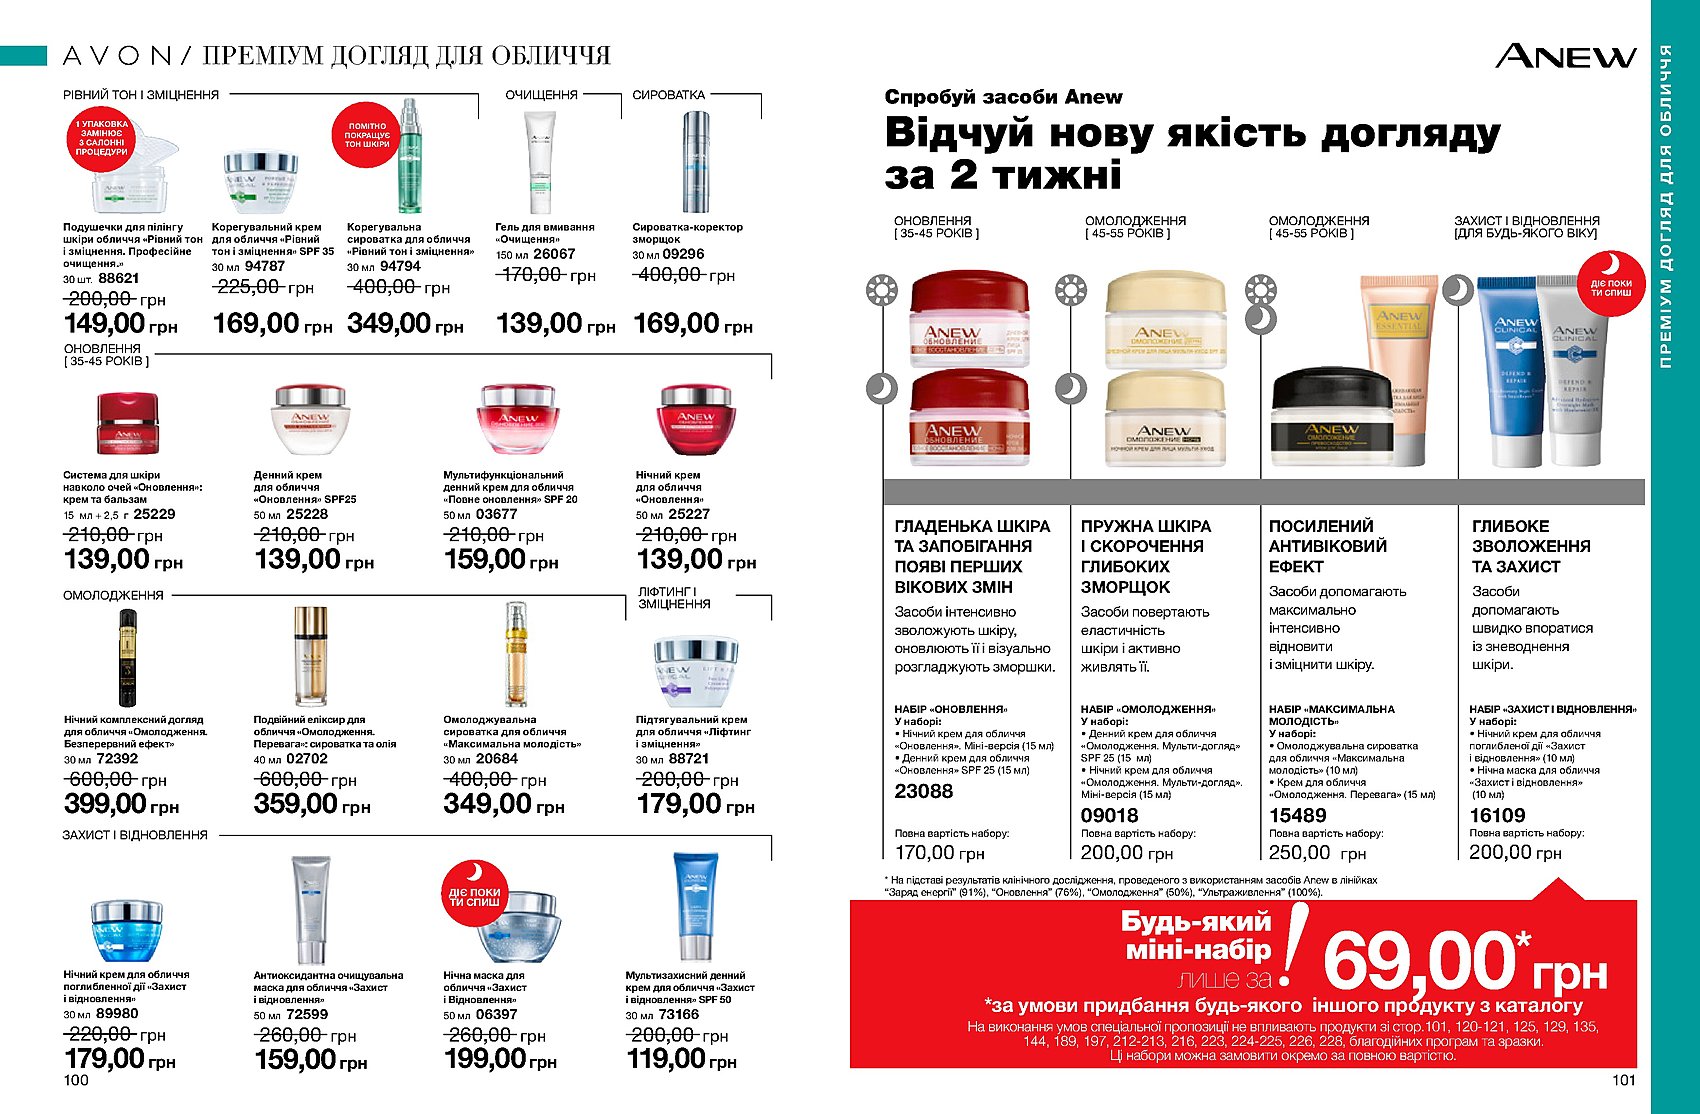 AVON / ПРЕМІУМ ДОГЛЯД ДЛЯ ОБЛИЧЧЯ
РІВНИЙ ТОН І ЗМІЦНЕННЯ
ОЧИЩЕННЯ
СИРОВАТКА
1 УПАКОВКА
ЗАМІНЮЄ
3 САЛОННІ
ПРОЦЕДУРИ
ПОМІТНО
ПОКРАЩУЄ
ТОН ШКІРИ
Подушечки для пілінгу
шкіри обличчя «Рівний тон
і зміцнення. Професійне
очищення.»
30 шт. 88621
200,00 грн
149,00 грн
Корегувальний крем
для обличчя «Рівний
тон і зміцнення» SPF 35
30 мл 94787
225,00 грн
169,00 грн
Корегувальна
сироватка для обличчя
«Рівний тон і зміцнення»
30 мл 94794
400,00 грн
349,00 грн
Гель для вмивання
«Очищення»
150 мл 26067
170,00 грн
139,00 грн
Сироватка-коректор
зморщок
30 мл 09296
400,00 грн
169,00 грн
ОНОВЛЕННЯ
[ 35-45 РОКІВ ]
Система для шкіри
навколо очей «Оновлення»:
крем та бальзам
15 мл + 2,5 г 25229
210,00 грн
139,00 грн
Денний крем
для обличчя
«Оновлення» SPF25
50 мл 25228
210,00 грн
139,00 грн
Мультифункціональний
денний крем для обличчя
«Повне оновлення» SPF 20
50 мл 03677
210,00 грн
159,00 грн
Нічний крем
для обличчя
«Оновлення»
50 мл 25227
210,00 грн
139,00 грн
ОМОЛОДЖЕННЯ
ЛІФТИНГ І
ЗМІЦНЕННЯ
Нічний комплексний догляд
для обличчя «Омолодження.
Безперервний ефект»
30 мл 72392
600,00 грн
399,00 грн
Подвійний еліксир для
обличчя «Омолодження.
Перевага»: сироватка та олія
40 мл 02702
600,00 грн
359,00 грн
Омолоджувальна
сироватка для обличчя
«Максимальна молодість»
30 мл 20684
400,00 грн
349,00 грн
Підтягувальний крем
для обличчя «Ліфтинг
і зміцнення»
30 мл 88721
200,00 грн
179,00 грн
ЗАХИСТ І ВІДНОВЛЕННЯ
ДІЄ ПОКИ
ТИ СПИШ
Нічний крем для обличчя
поглибленної дії «Захист
і відновлення»
30 мл 89980
220,00 грн
179,00 грн
Антиоксидантна очищувальна
маска для обличчя «Захист
і відновлення»
50 мл 72599
260,00 грн
159,00 грн
Нічна маска для
обличчя «Захист
і Відновлення»
50 мл 06397
260,00 грн
199,00 грн
Мультизахисний денний
крем для обличчя «Захист
і відновлення» SPF 50
30 мл 73166
200,00 грн
119,00 грн
100
ANEW
ПРЕМІУМ ДОГЛЯД ДЛЯ ОБЛИЧЧЯ
Спробуй засоби Anew
Відчуй нову якість догляду
за 2 тижні
ОНОВЛЕННЯ
[ 35-45 РОКІВ ]
ОМОЛОДЖЕННЯ
[ 45-55 РОКІВ ]
ОМОЛОДЖЕННЯ
[ 45-55 РОКІВ ]
ЗАХИСТ І ВІДНОВЛЕННЯ
[ДЛЯ БУДЬ-ЯКОГО ВІКУ]
ДІЄ ПОКИ
ТИ СПИШ
ANEW
ОБНОВЛЕНИЕ
ANEW
ОБНОВЛЕНИЕ
ANEW
ОМОЛОЖЕНИЕ
ANEW
ОМОЛОЖЕНИЕ НОЧЬ
ANEW
ОМОЛОЖЕНИЕ
ANEW
ESSENTIAL
ANEW
CLINICAL
DEFEND &
REPAIR
ANEW
CLINICAL
DEFEND &
REPAIR
ГЛАДЕНЬКА ШКІРА
ТА ЗАПОБІГАННЯ
ПОЯВІ ПЕРШИХ
ВІКОВИХ ЗМІН
Засоби інтенсивно
зволожують шкіру,
оновлюють її і візуально
розгладжують зморшки.
НАБІР «ОНОВЛЕННЯ»
У наборі:
• Нічний крем для обличчя
«Оновлення». Міні-версія (15 мл)
• Денний крем для обличчя
«Оновлення» SPF 25 (15 мл)
23088
Повна вартість набору:
170,00 грн
ПРУЖНА ШКІРА
І СКОРОЧЕННЯ
ГЛИБОКИХ
ЗМОРЩОК
Засоби повертають
еластичність
шкіри і активно
живлять її.
НАБІР «ОМОЛОДЖЕННЯ»
У наборі:
• Денний крем для обличчя
«Омолодження. Мульти-догляд»
SPF 25 (15 мл)
• Нічний крем для обличчя
«Омолодження. Мульти-догляд».
Міні-версія (15 мл)
09018
Повна вартість набору:
200,00 грн
ПОСИЛЕНИЙ
АНТИВІКОВИЙ
ЕФЕКТ
Засоби допомагають
максимально
інтенсивно
відновити
і зміцнити шкіру.
НАБІР «МАКСИМАЛЬНА
МОЛОДІСТЬ»
У наборі:
• Омолоджувальна сироватка
для обличчя «Максимальна
молодість» (10 мл)
• Крем для обличчя
«Омолодження. Перевага» (15 мл)
15489
Повна вартість набору:
250,00 грн
ГЛИБОКЕ
ЗВОЛОЖЕННЯ
ТА ЗАХИСТ
Засоби
допомагають
швидко впоратися
із зневоднення
шкіри.
НАБІР «ЗАХИСТ І ВІДНОВЛЕННЯ»
У наборі:
• Нічний крем для обличчя
поглибленої дії «Захист
і відновлення» (10 мл)
• Нічна маска для обличчя
«Захист і відновлення»
(10 мл)
16109
Повна вартість набору:
200,00 грн
* На підставі результатів клінічного дослідження, проведеного з використанням засобів Anew в лінійках
“Заряд енергії” (91%), “Оновлення” (76%), “Омолодження” (50%), “Ультраживлення” (100%).
Будь-який
міні-набір
лише за ! 69,00* грн
*за умови придбання будь-якого іншого продукту з каталогу
На виконання умов спеціальної пропозиції не впливають продукти зі стор.101, 120-121, 125, 129, 135,
144, 189, 197, 212-213, 216, 223, 224-225, 226, 228, благодійних програм та зразки.
Ці набори можна замовити окремо за повною вартістю.
101